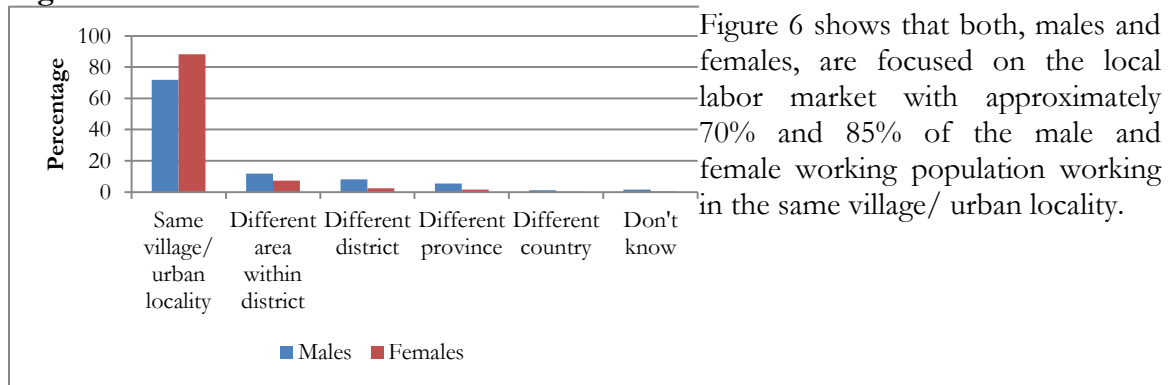 Figure 6 shows that both, males and
females, are focused on the local
labor market with approximately
70% and 85% of the male and
female working population working
in the same village/ urban locality.
Percentage
100
80
60
40
20
0
Same
village/
urban
locality
Different
area
within
district
Different
district
Different
province
Different
country
Don't
know
Males Females